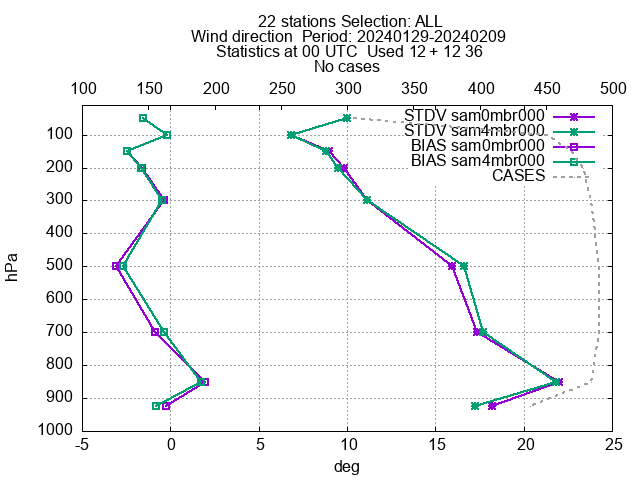 22 stations Selection: ALL
Wind direction  Period: 20240129-20240209
Statistics at 00 UTC  Used 12 + 12 36
No cases
100 150 200 250 300 350 400 450 500
STDV sam0mbr000
STDV sam4mbr000
BIAS sam0mbr000
BIAS sam4mbr000
CASES
100
200
300
400
500
600
700
800
900
1000
hPa
-5 0 5 10 15 20 25
deg